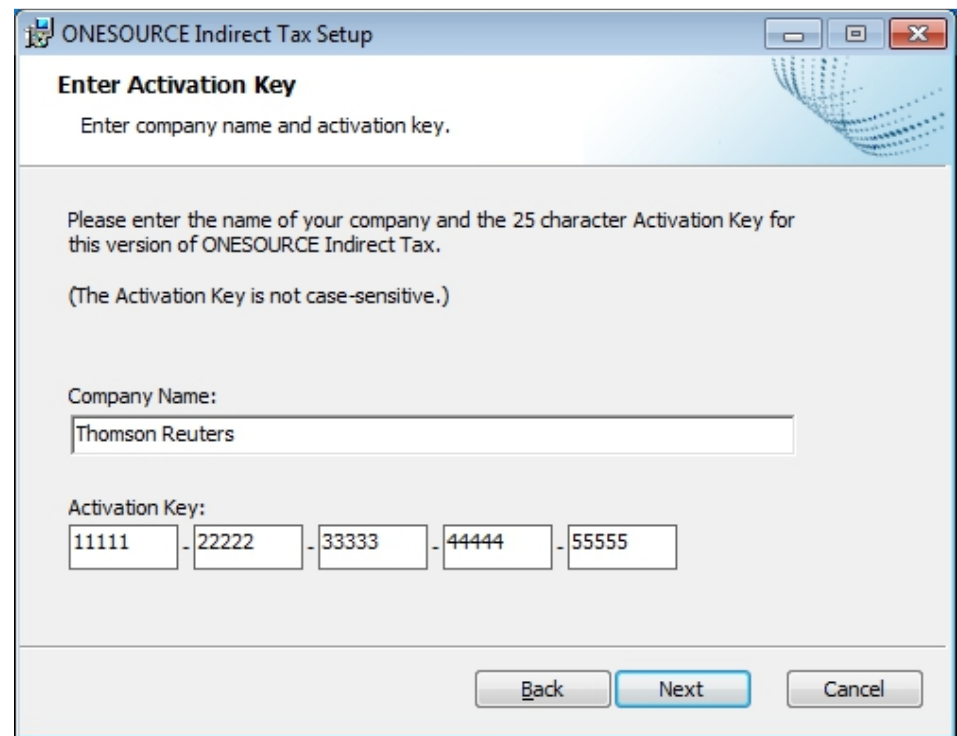 ONESOURCE Indirect Tax Setup
Enter Activation Key
Enter company name and activation key.
Please enter the name of your company and the 25 character Activation Key for
this version of ONESOURCE Indirect Tax.
(The Activation Key is not case-sensitive.)
Company Name:
Thomson Reuters
Activation Key:
11111 - 22222 - 33333 - 44444 - 55555
Back Next Cancel